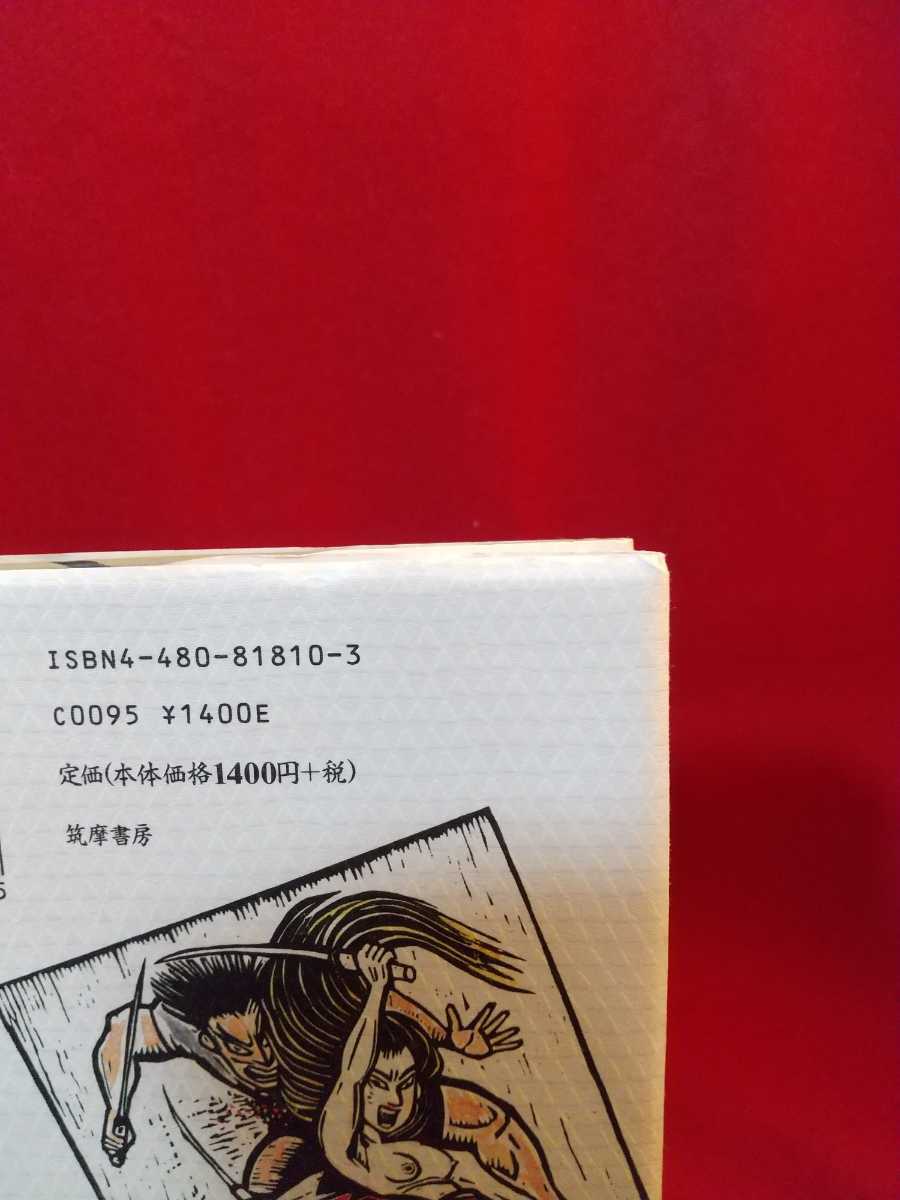 ISBN4-480-81810-3
C0095 ¥1400E
定価(本体価格1400円+税)
筑摩書房
5